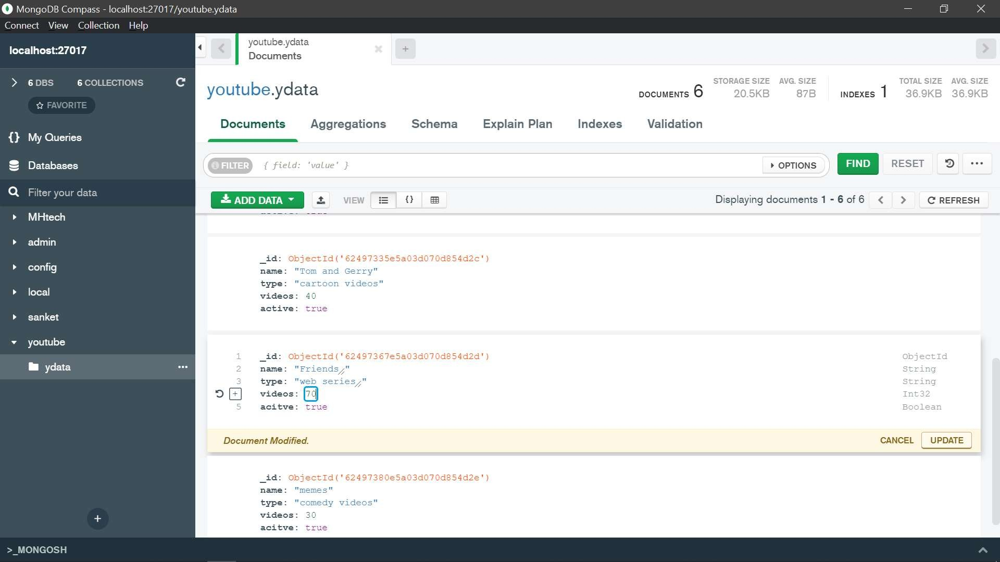 MongoDB Compass - localhost:27017/youtube.ydata
Connect View Collection Help
localhost:27017
6 DBS 6 COLLECTIONS
FAVORITE
{} My Queries
Databases
Filter your data
MHtech
admin
config
local
sanket
youtube
ydata
youtube.ydata
Documents
youtube.ydata
DOCUMENTS 6
STORAGE SIZE
20.5KB
AVG. SIZE
87B
INDEXES 1
TOTAL SIZE
36.9KB
AVG. SIZE
36.9KB
Documents Aggregations Schema Explain Plan Indexes Validation
FILTER { field: 'value' } OPTIONS FIND RESET
ADD DATA VIEW {} Displaying documents 1 - 6 of 6 REFRESH
_id: ObjectId('62497335e5a03d070d854d2c')
name: "Tom and Gerry"
type: "cartoon videos"
videos: 40
active: true
1 _id: ObjectId('62497367e5a03d070d854d2d') ObjectId
2 name: "Friends" String
3 type: "web series" String
videos: 70 Int32
5 acitve: true Boolean
Document Modified. CANCEL UPDATE
_id: ObjectId('62497380e5a03d070d854d2e')
name: "memes"
type: "comedy videos"
videos: 30
acitve: true
>_MONGOSH